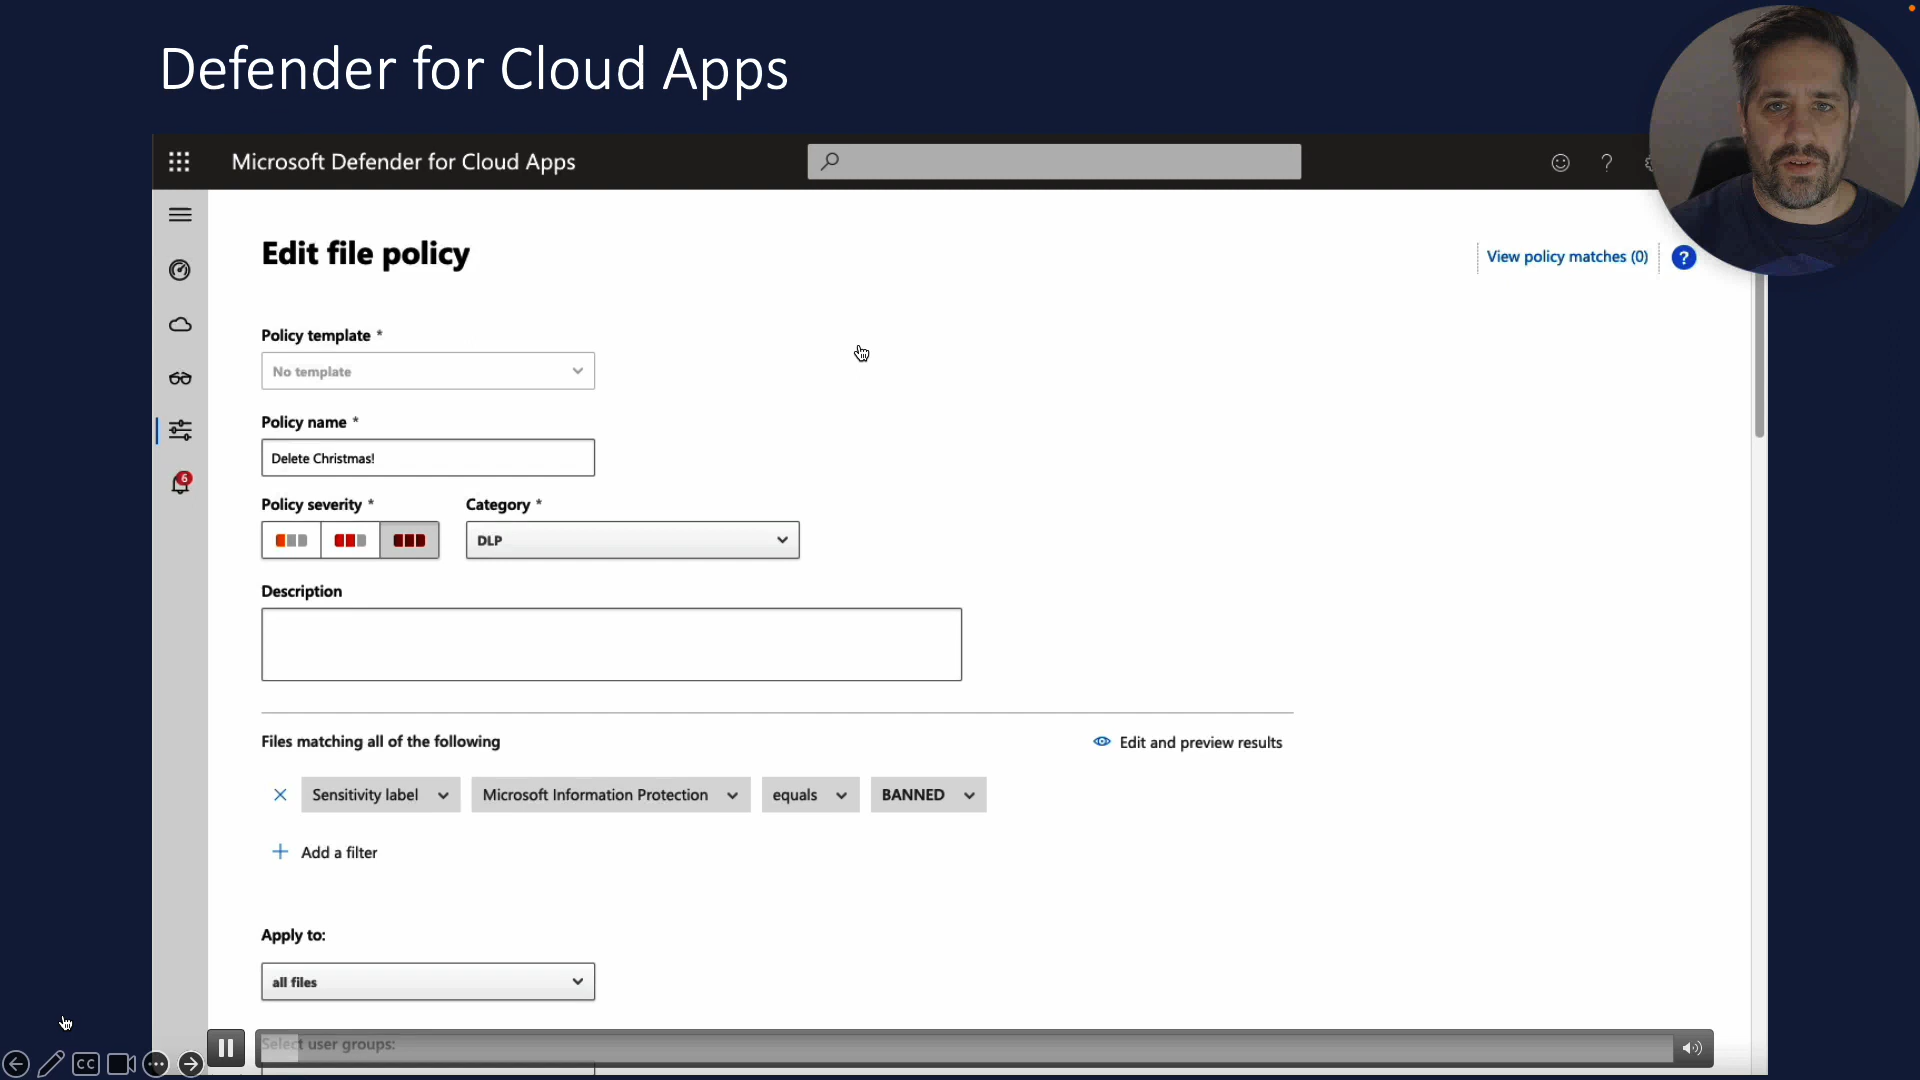 Defender for Cloud Apps
Microsoft Defender for Cloud Apps
?
Edit file policy
View policy matches (0)
?
Policy template *
No template
Policy name *
Delete Christmas!
6
Policy severity * Category *
DLP
Description
Files matching all of the following
Edit and preview results
Sensitivity label Microsoft Information Protection equals BANNED
Add a filter
Apply to:
all files
Select user groups:
CC